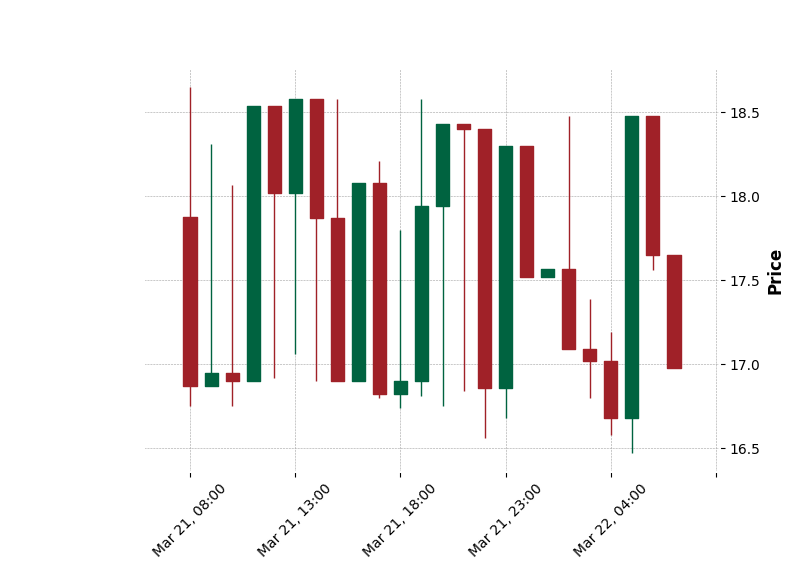 18.5
18.0
17.5
17.0
16.5
Price
Mar 21, 08:00
Mar 21, 13:00
Mar 21, 18:00
Mar 21, 23:00
Mar 22, 04:00